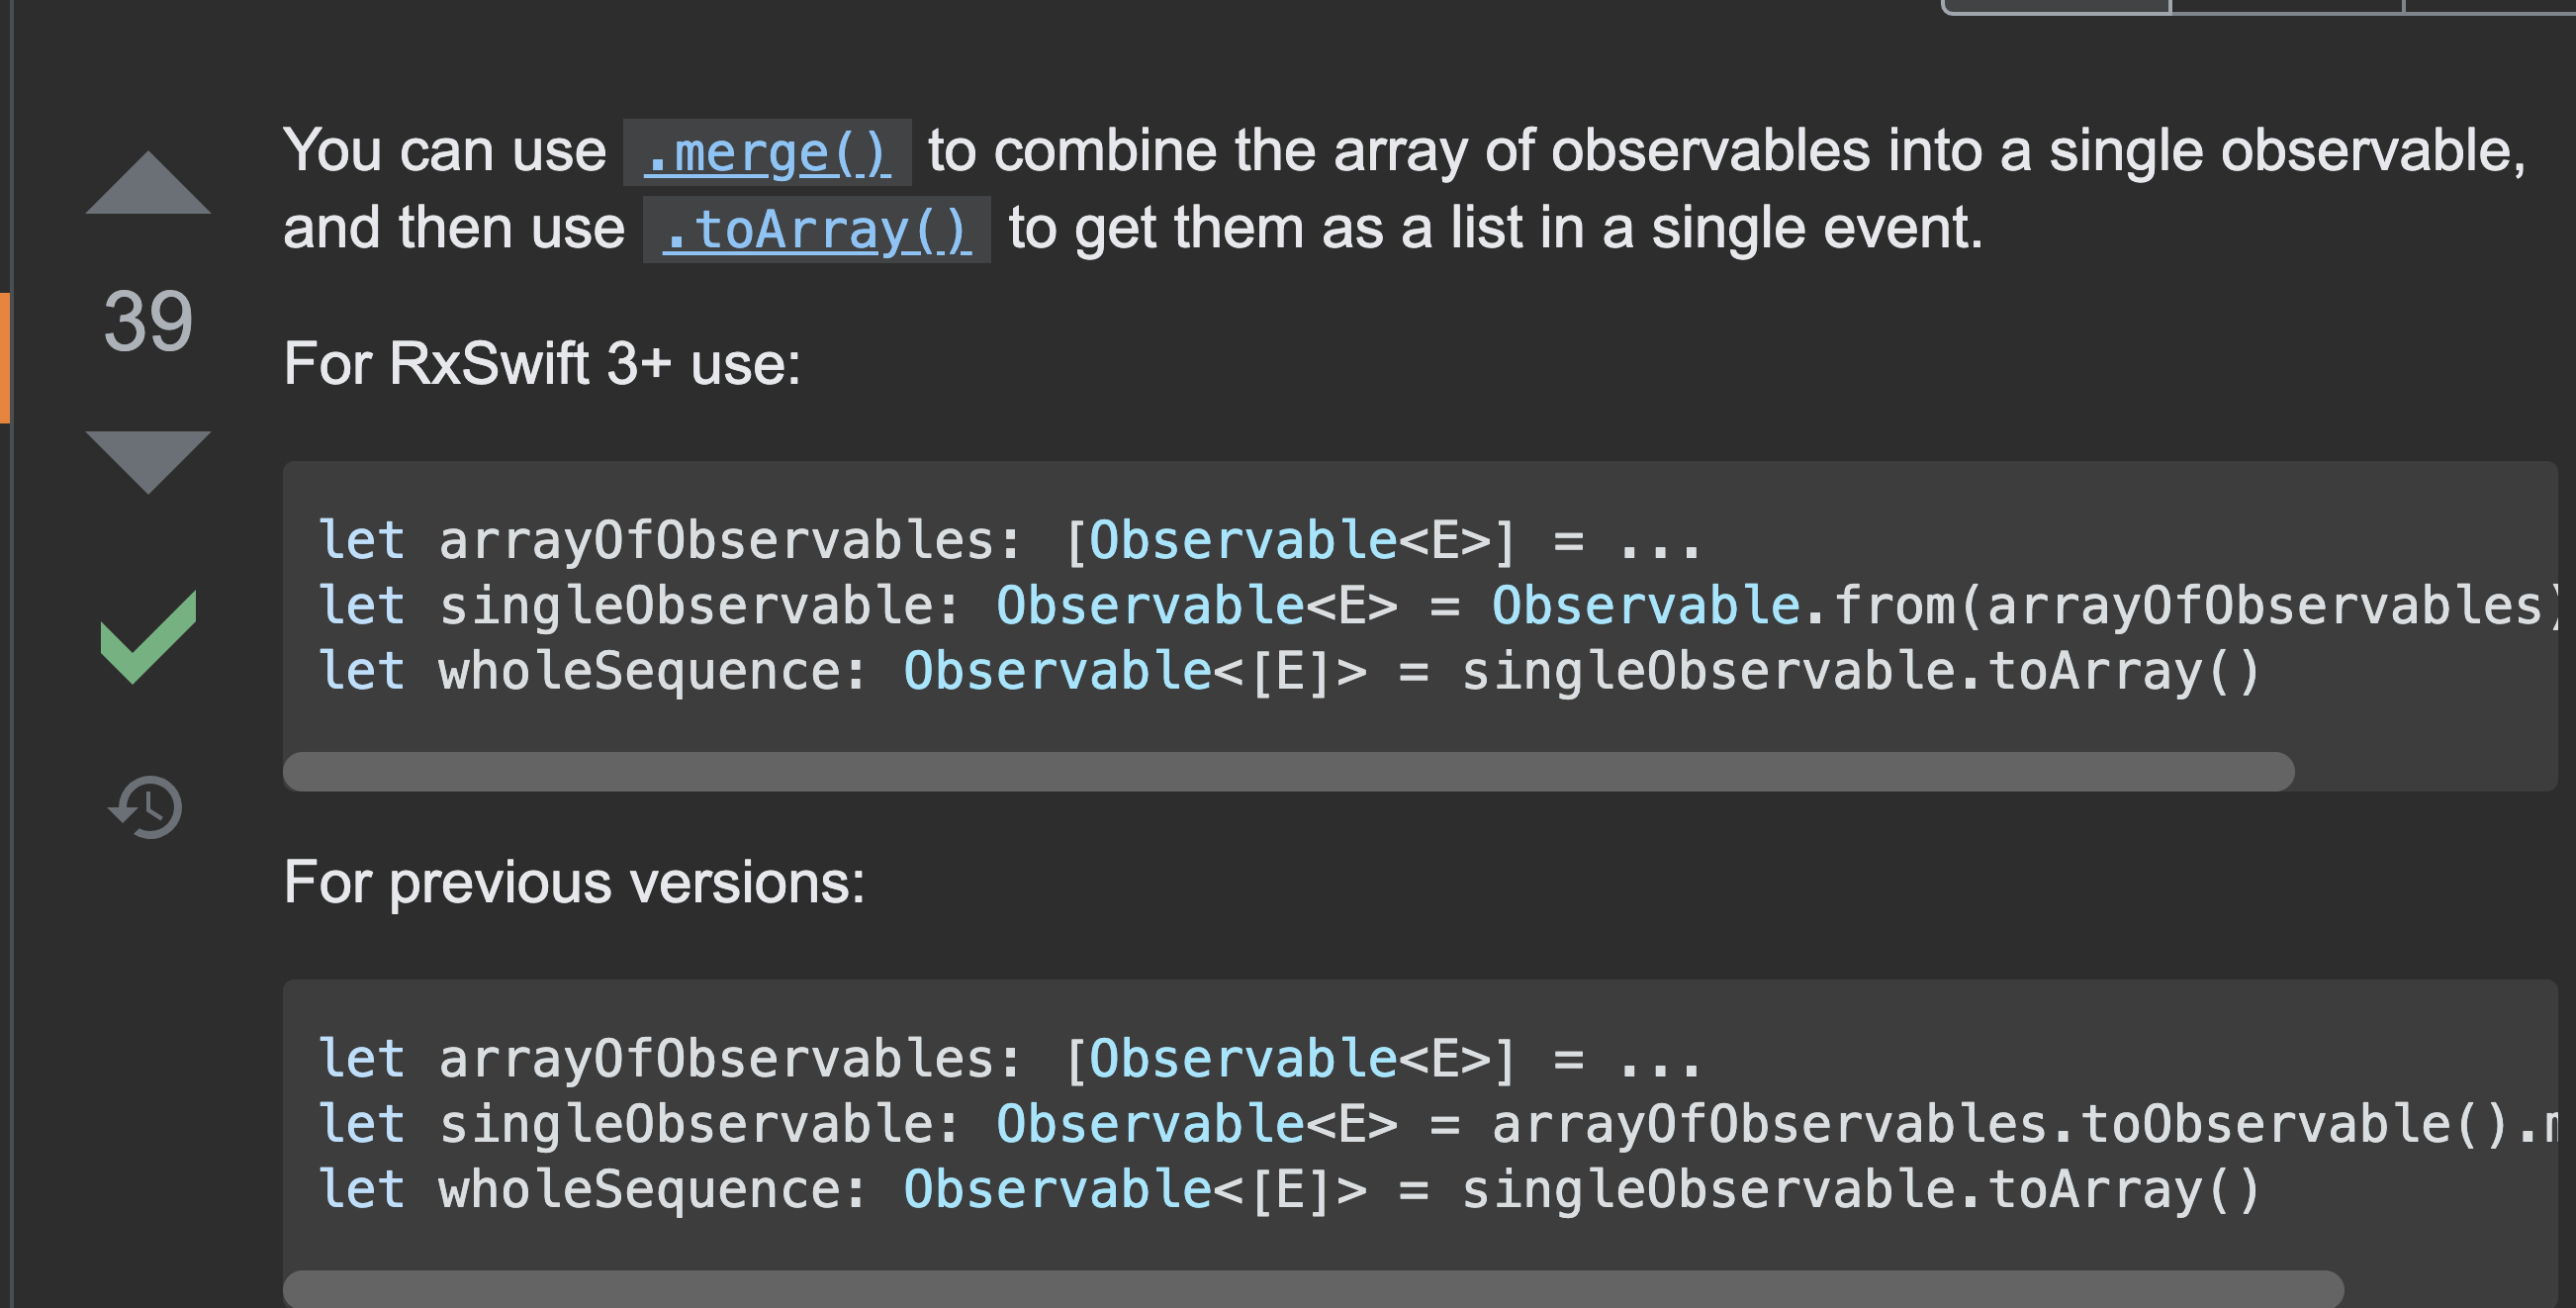 You can use .merge() to combine the array of observables into a single observable,
and then use .toArray() to get them as a list in a single event.
39
For RxSwift 3+ use:
let arrayOfObservables: [Observable<E>] = ...
let singleObservable: Observable<E> = Observable.from(arrayOfObservables)
let wholeSequence: Observable<[E]> = singleObservable.toArray()
For previous versions:
let arrayOfObservables: [Observable<E>] = ...
let singleObservable: Observable<E> = arrayOfObservables.toObservable().
let wholeSequence: Observable<[E]> = singleObservable.toArray()